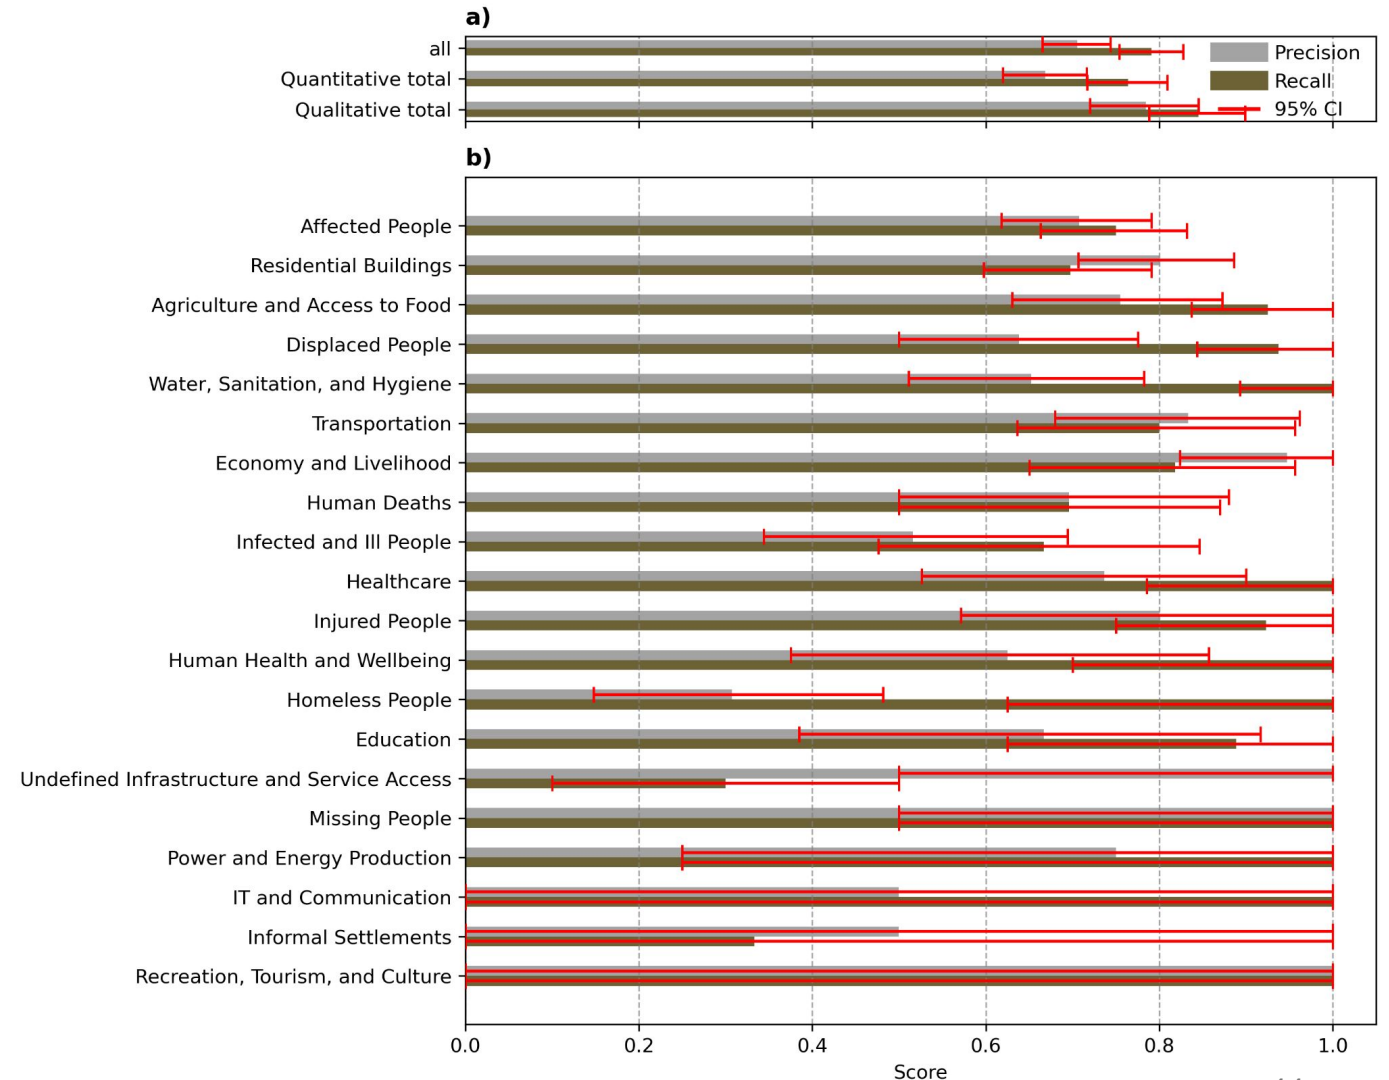 a)
all
Quantitative total
Qualitative total
Precision
Recall
95% CI
b)
Affected People
Residential Buildings
Agriculture and Access to Food
Displaced People
Water, Sanitation, and Hygiene
Transportation
Economy and Livelihood
Human Deaths
Infected and Ill People
Healthcare
Injured People
Human Health and Wellbeing
Homeless People
Education
Undefined Infrastructure and Service Access
Missing People
Power and Energy Production
IT and Communication
Informal Settlements
Recreation, Tourism, and Culture
0.0 0.2 0.4 0.6 0.8 1.0
Score